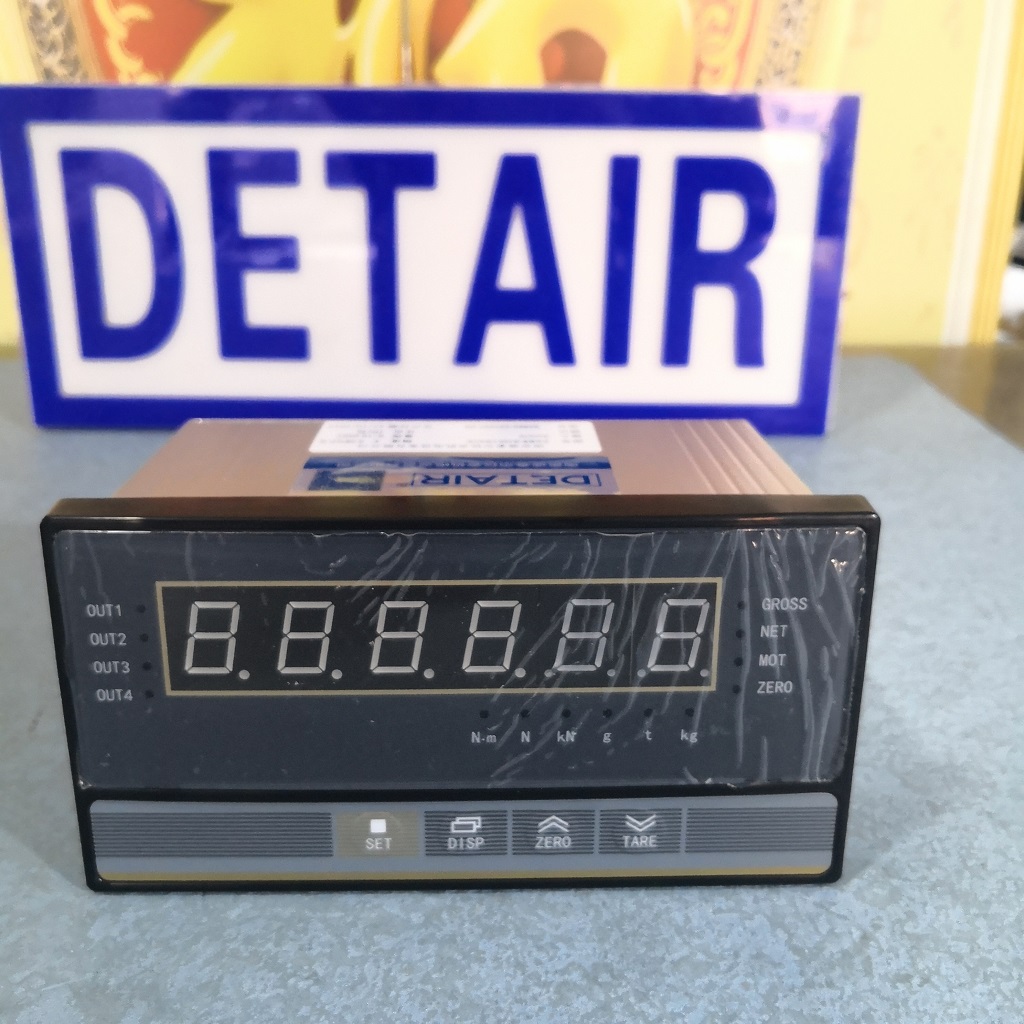 DETAIR
DETAIR
OUT1
OUT2
OUT3
OUT4
8.8.8.8.8.8.
GROSS
NET
MOT
ZERO
N·m N kN g t kg
SET DISP ZERO TARE